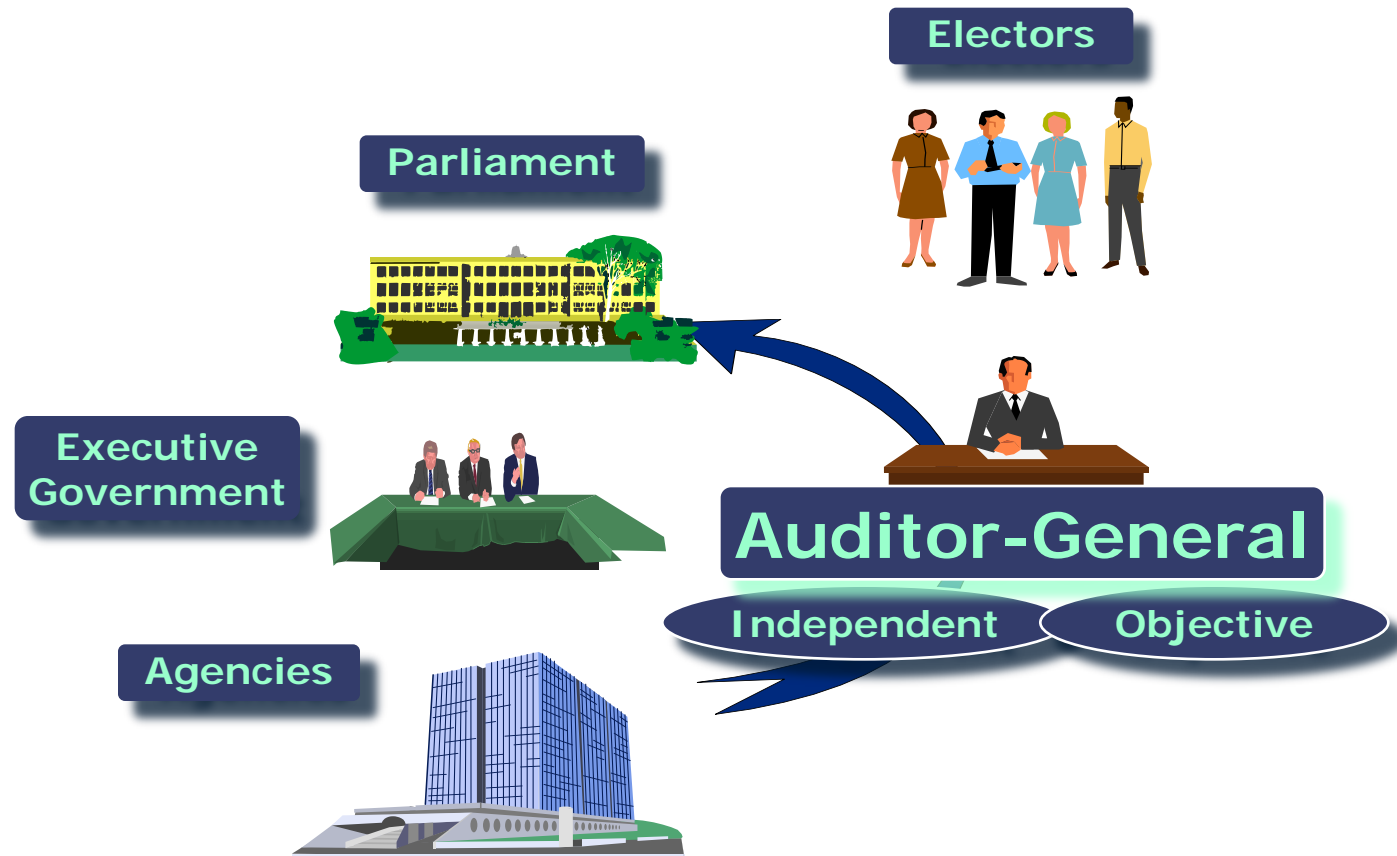 Electors
Parliament
Executive
Government
Auditor-General
Independent
Objective
Agencies